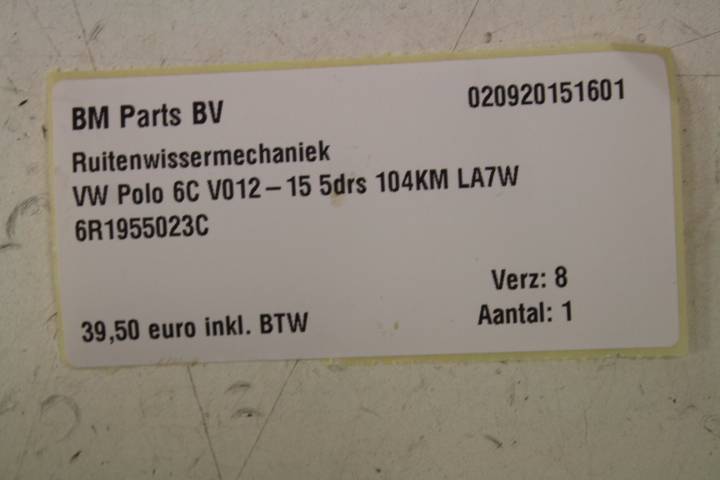 BM Parts BV
020920151601
Ruitenwissermechaniek
VW Polo 6C V012-15 5drs 104KM LA7W
6R1955023C
Verz: 8
39,50 euro inkl. BTW
Aantal: 1